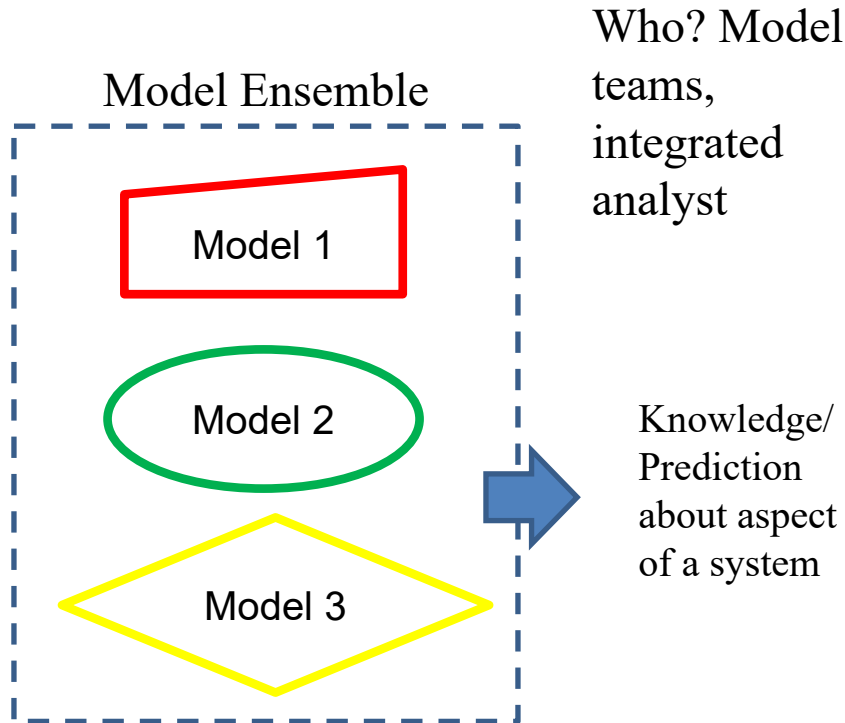 Who? Model
teams,
integrated
analyst
Model Ensemble
Model 1
Model 2
Model 3
Knowledge/
Prediction
about aspect
of a system